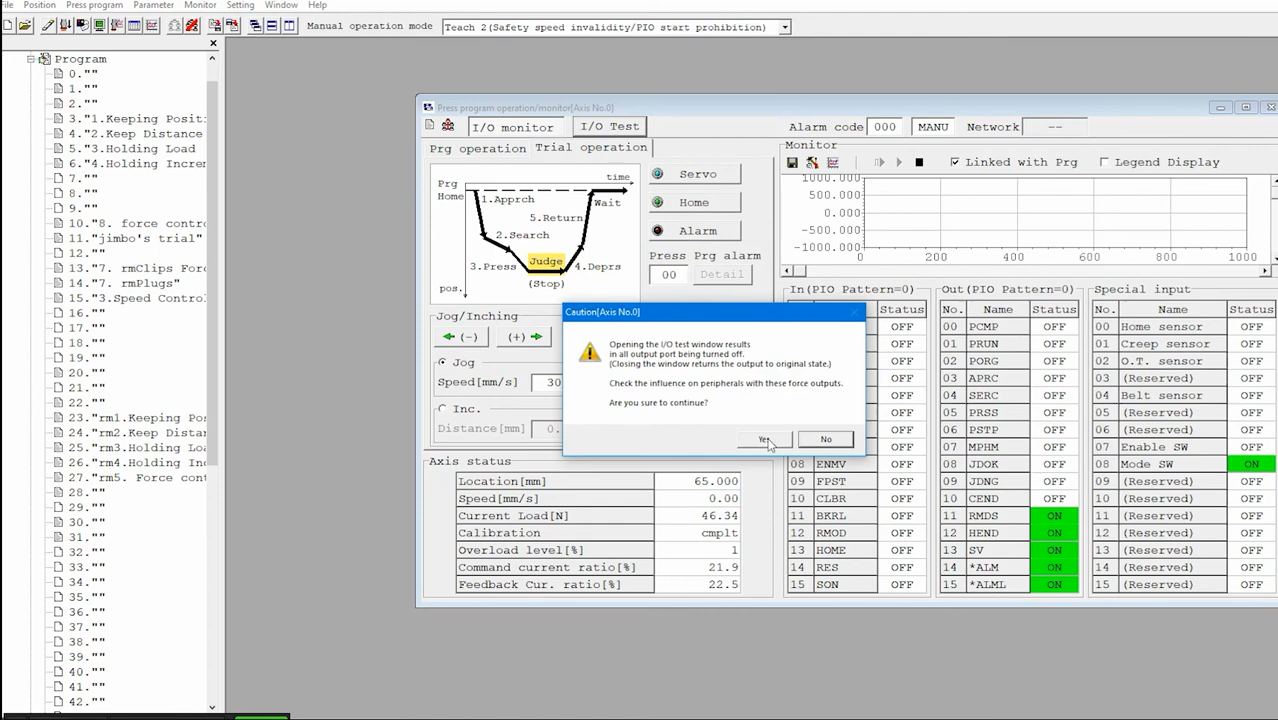 File Position Press program Parameter Monitor Setting Window Help
Manual operation mode Teach 2(Safety speed invalidity/PIO start prohibition)
Program
0.""
1.""
2.""
3."1.Keeping Positi
4."2.Keep Distance
5."3.Holding Load
6."4.Holding Increm
7.""
8.""
9.""
10."8. force contro
11."jimbo's trial"
12.""
13."7. rmClips Forc
14."7. rmPlugs"
15."3.Speed Control
16.""
17.""
18.""
19.""
20.""
21.""
22.""
23."rm1.Keeping Pos
24."rm2.Keep Distan
25."rm3.Holding Loa
26."rm4.Holding Inc
27."rm5. Force cont
28.""
29.""
30.""
31.""
32.""
33.""
34.""
35.""
36.""
37.""
38.""
39.""
40.""
41.""
42.""
Press program operation/monitor[Axis No.0]
I/O monitor I/O Test Alarm code 000 MANU Network --
Prg operation Trial operation
Prg Home
time
1.Apprch
Wait
5.Return
2.Search
Judge
3.Press
4.Deprs
pos. (Stop)
Servo
Home
Alarm
Press Prg alarm
00 Detail
Monitor
Linked with Prg Legend Display
1000.000
500.000
0.000
-500.000
-1000.000
0 200 400 600 800 1000
Jog/Inching
(-) (+)
Jog
Speed[mm/s] 30
Inc.
Distance[mm] 0.
Axis status
Location[mm] 65.000
Speed[mm/s] 0.00
Current Load[N] 46.34
Calibration cmplt
Overload level[%] 1
Command current ratio[%] 21.9
Feedback Cur. ratio[%] 22.5
Caution[Axis No.0]
Opening the I/O test window results
in all output port being turned off.
(Closing the window returns the output to original state.)
Check the influence on peripherals with these force outputs.
Are you sure to continue?
Yes No
In(PIO Pattern=0)
No. Name Status
OFF
OFF
OFF
OFF
OFF
OFF
OFF
OFF
08 ENMV OFF
09 FPST OFF
10 CLBR OFF
11 BKRL OFF
12 RMOD OFF
13 HOME OFF
14 RES OFF
15 SON OFF
Out(PIO Pattern=0)
No. Name Status
00 PCMP OFF
01 PRUN OFF
02 PORG OFF
03 APRC OFF
04 SERC OFF
05 PRSS OFF
06 PSTP OFF
07 MPHM OFF
08 JDOK OFF
09 JDNG OFF
10 CEND OFF
11 RMDS ON
12 HEND ON
13 SV ON
14 *ALM ON
15 *ALML ON
Special input
No. Name Status
00 Home sensor OFF
01 Creep sensor OFF
02 O.T. sensor OFF
03 (Reserved) OFF
04 Belt sensor OFF
05 (Reserved) OFF
06 (Reserved) OFF
07 Enable SW OFF
08 Mode SW ON
09 (Reserved) OFF
10 (Reserved) OFF
11 (Reserved) OFF
12 (Reserved) OFF
13 (Reserved) OFF
14 (Reserved) OFF
15 (Reserved) OFF